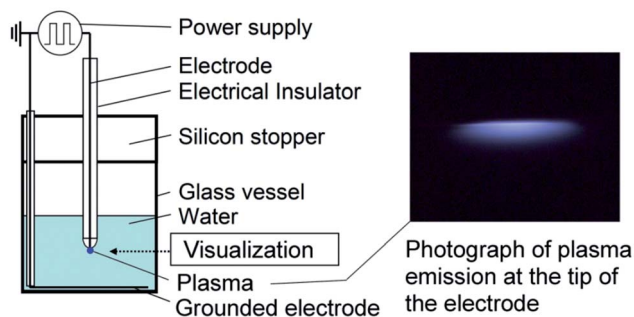 Power supply
Electrode
Electrical Insulator
Silicon stopper
Glass vessel
Water
Visualization
Plasma
Grounded electrode
Photograph of plasma
emission at the tip of
the electrode